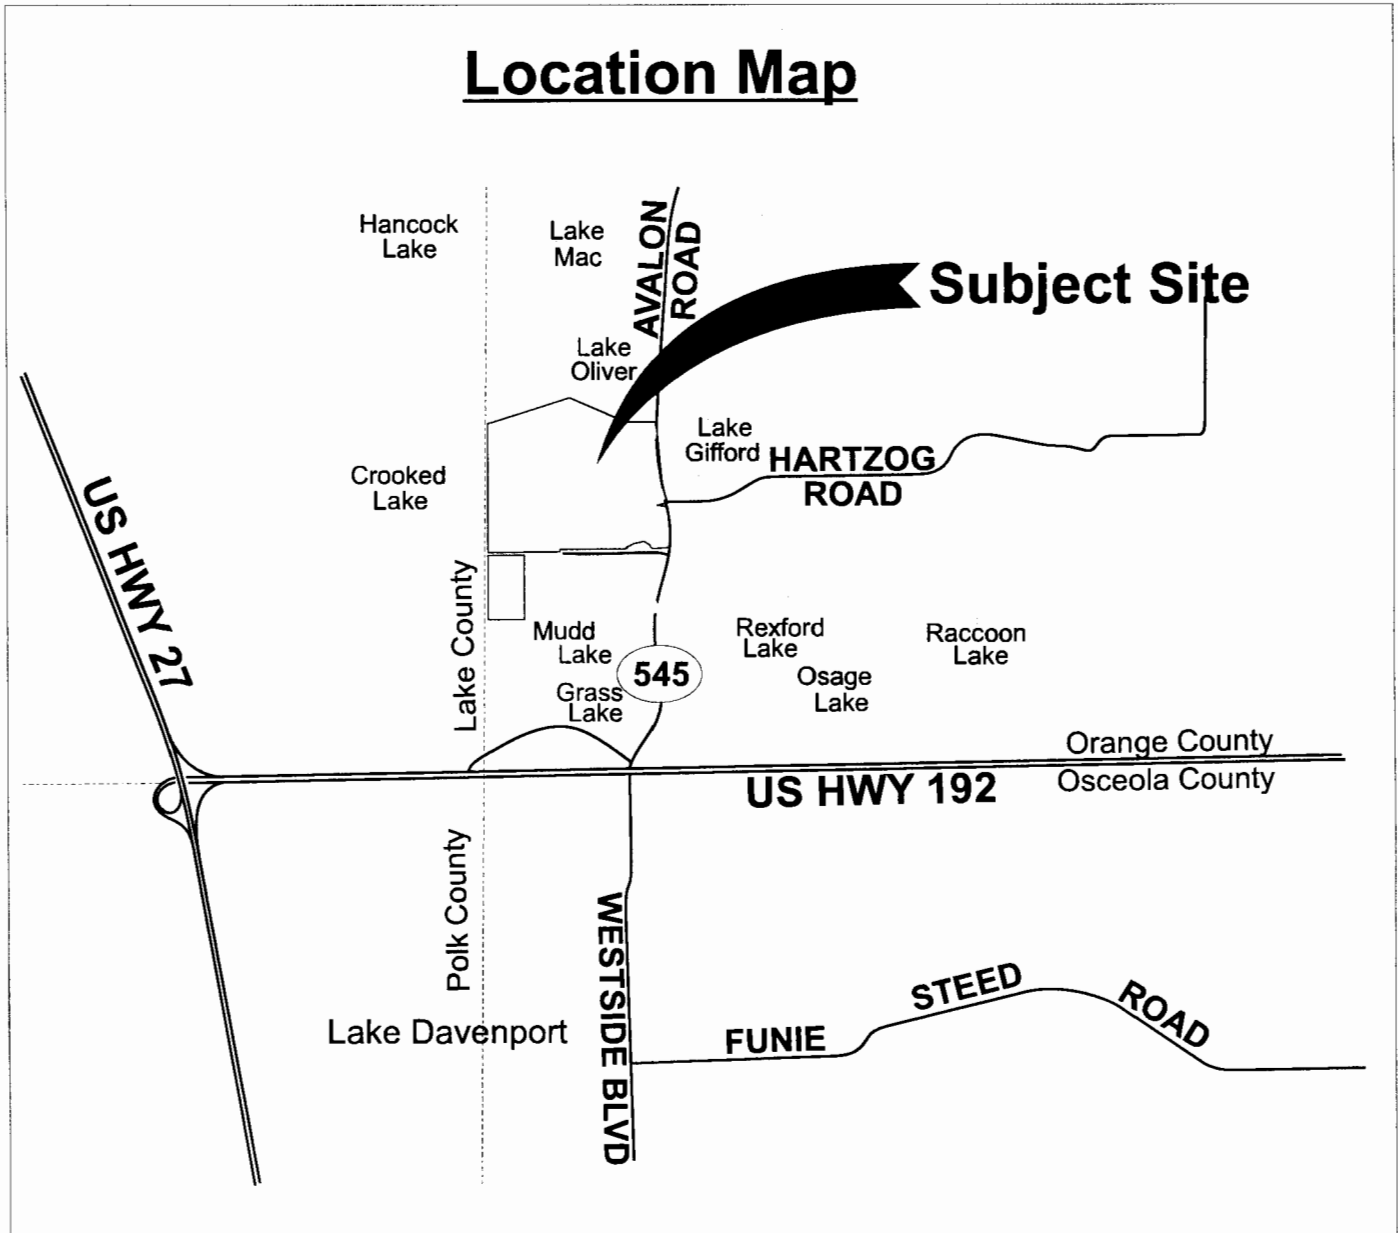 Location Map
Hancock
Lake
Lake
Mac
AVALON
ROAD
Subject Site
Lake
Oliver
Lake
Gifford
HARTZOG
ROAD
Crooked
Lake
US HWY 27
Lake County
Mudd
Lake
545
Rexford
Lake
Raccoon
Lake
Osage
Lake
Grass
Lake
Orange County
Osceola County
US HWY 192
Polk County
WESTSIDE BLVD
Lake Davenport
FUNIE STEED ROAD